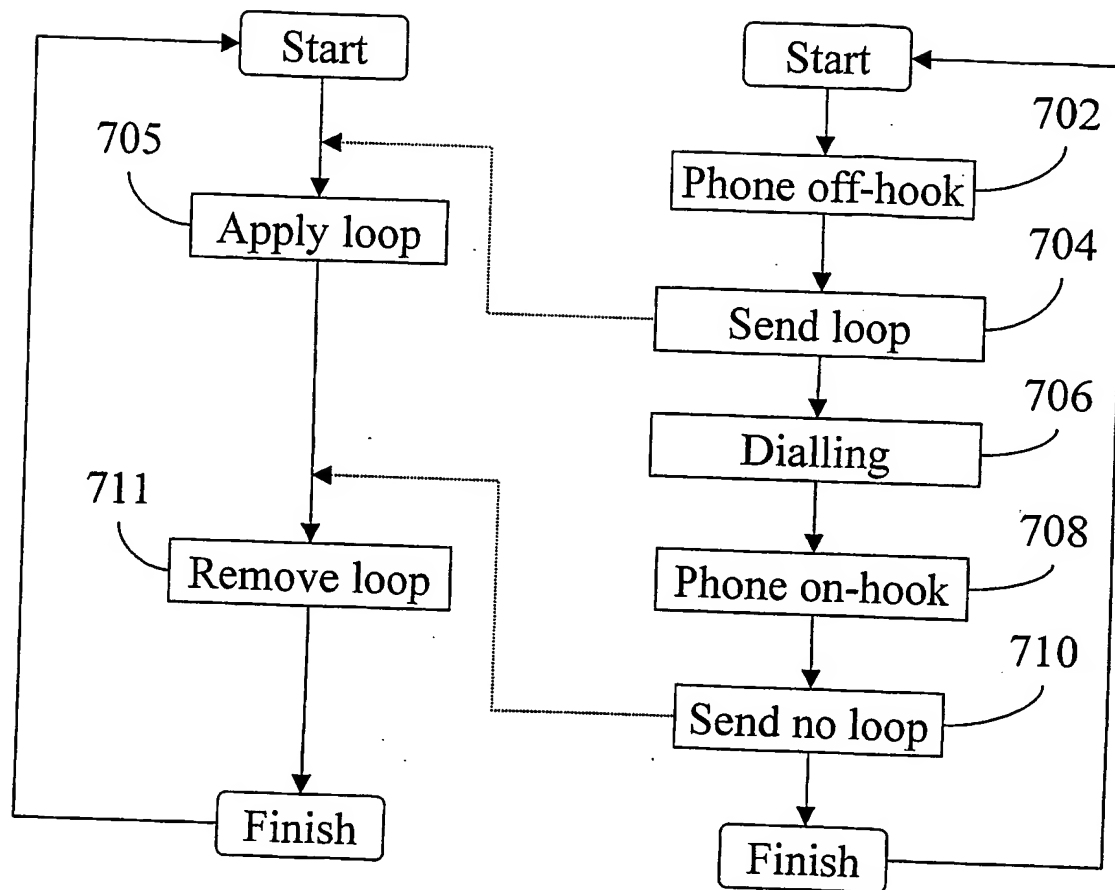 Start
705
Apply loop
711
Remove loop
Finish
Start
702
Phone off-hook
704
Send loop
706
Dialling
708
Phone on-hook
710
Send no loop
Finish